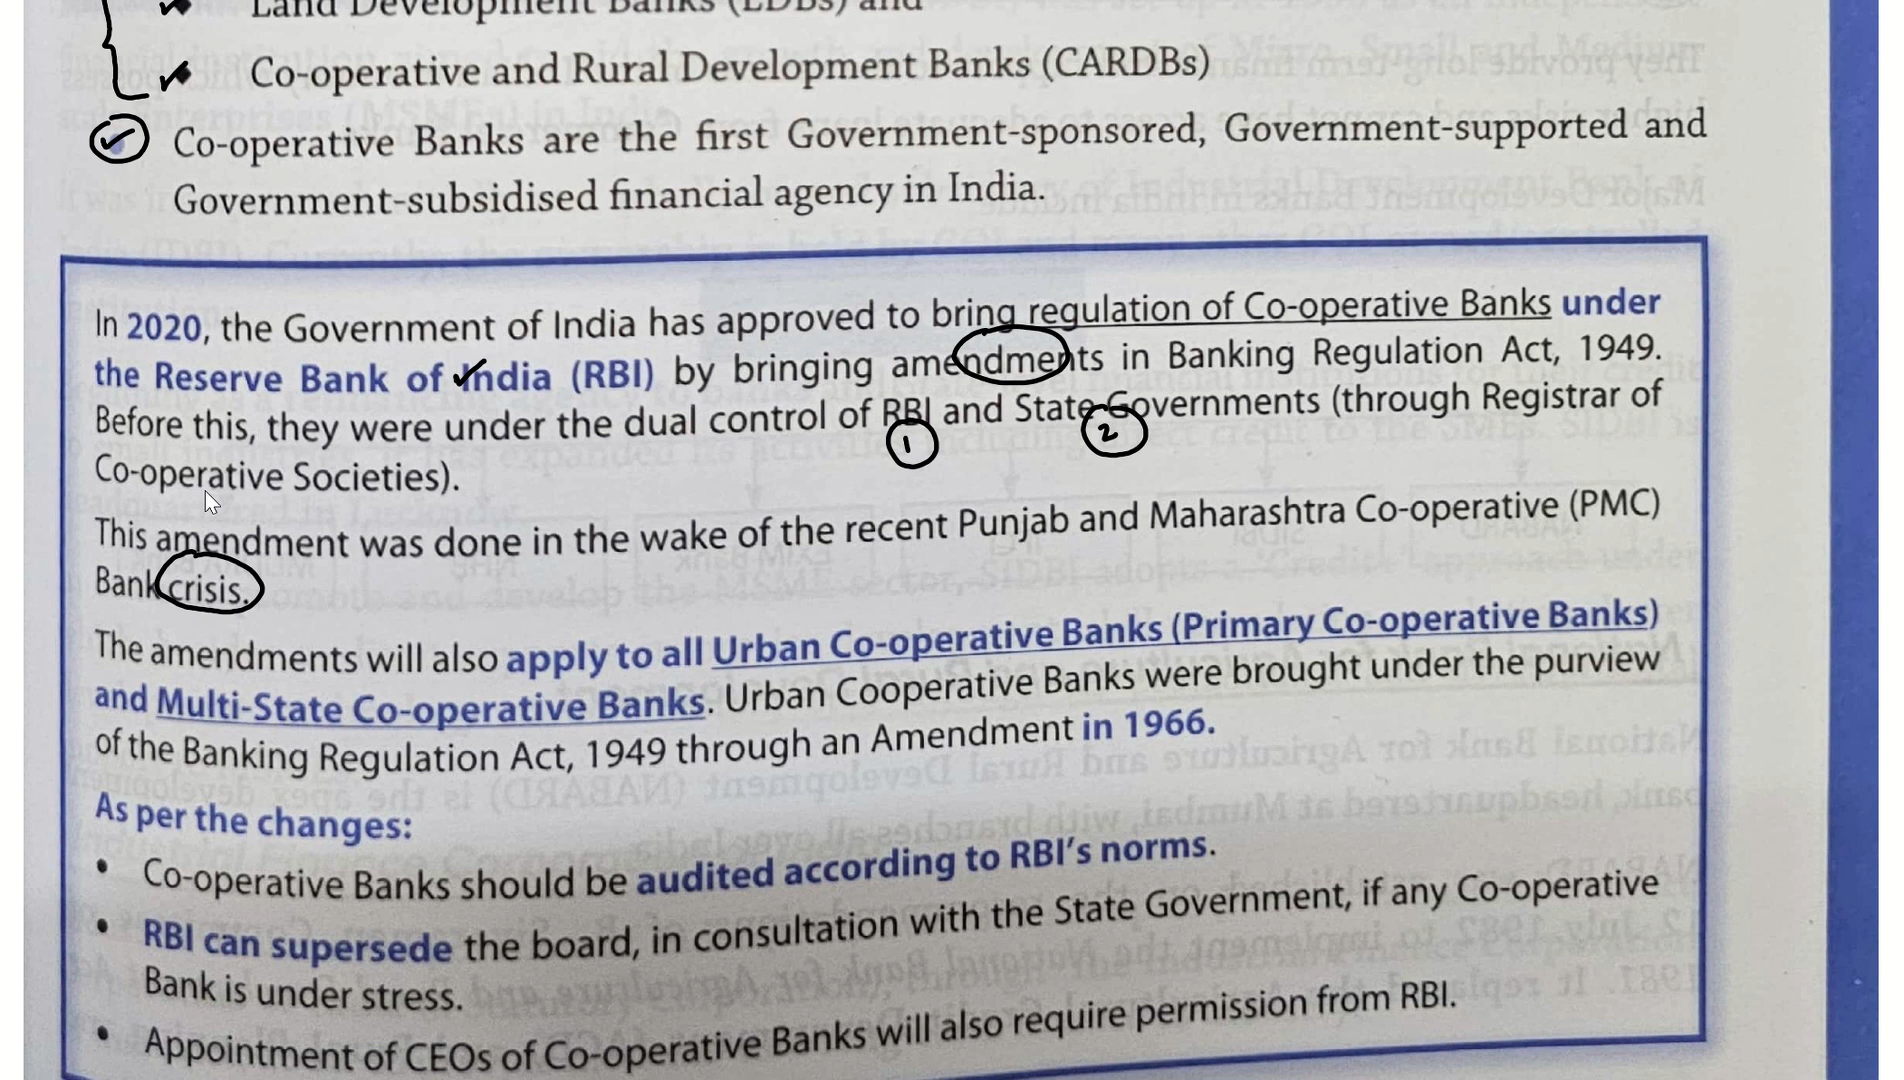 Land Development Banks (LDBs) and
Co-operative and Rural Development Banks (CARDBs)
Co-operative Banks are the first Government-sponsored, Government-supported and
Government-subsidised financial agency in India.
In 2020, the Government of India has approved to bring regulation of Co-operative Banks under
the Reserve Bank of India (RBI) by bringing amendments in Banking Regulation Act, 1949.
Before this, they were under the dual control of RBI and State Governments (through Registrar of
1 2
Co-operative Societies).
This amendment was done in the wake of the recent Punjab and Maharashtra Co-operative (PMC)
Bank crisis.
The amendments will also apply to all Urban Co-operative Banks (Primary Co-operative Banks)
and Multi-State Co-operative Banks. Urban Cooperative Banks were brought under the purview
of the Banking Regulation Act, 1949 through an Amendment in 1966.
As per the changes:
• Co-operative Banks should be audited according to RBI's norms.
• RBI can supersede the board, in consultation with the State Government, if any Co-operative
Bank is under stress.
• Appointment of CEOs of Co-operative Banks will also require permission from RBI.